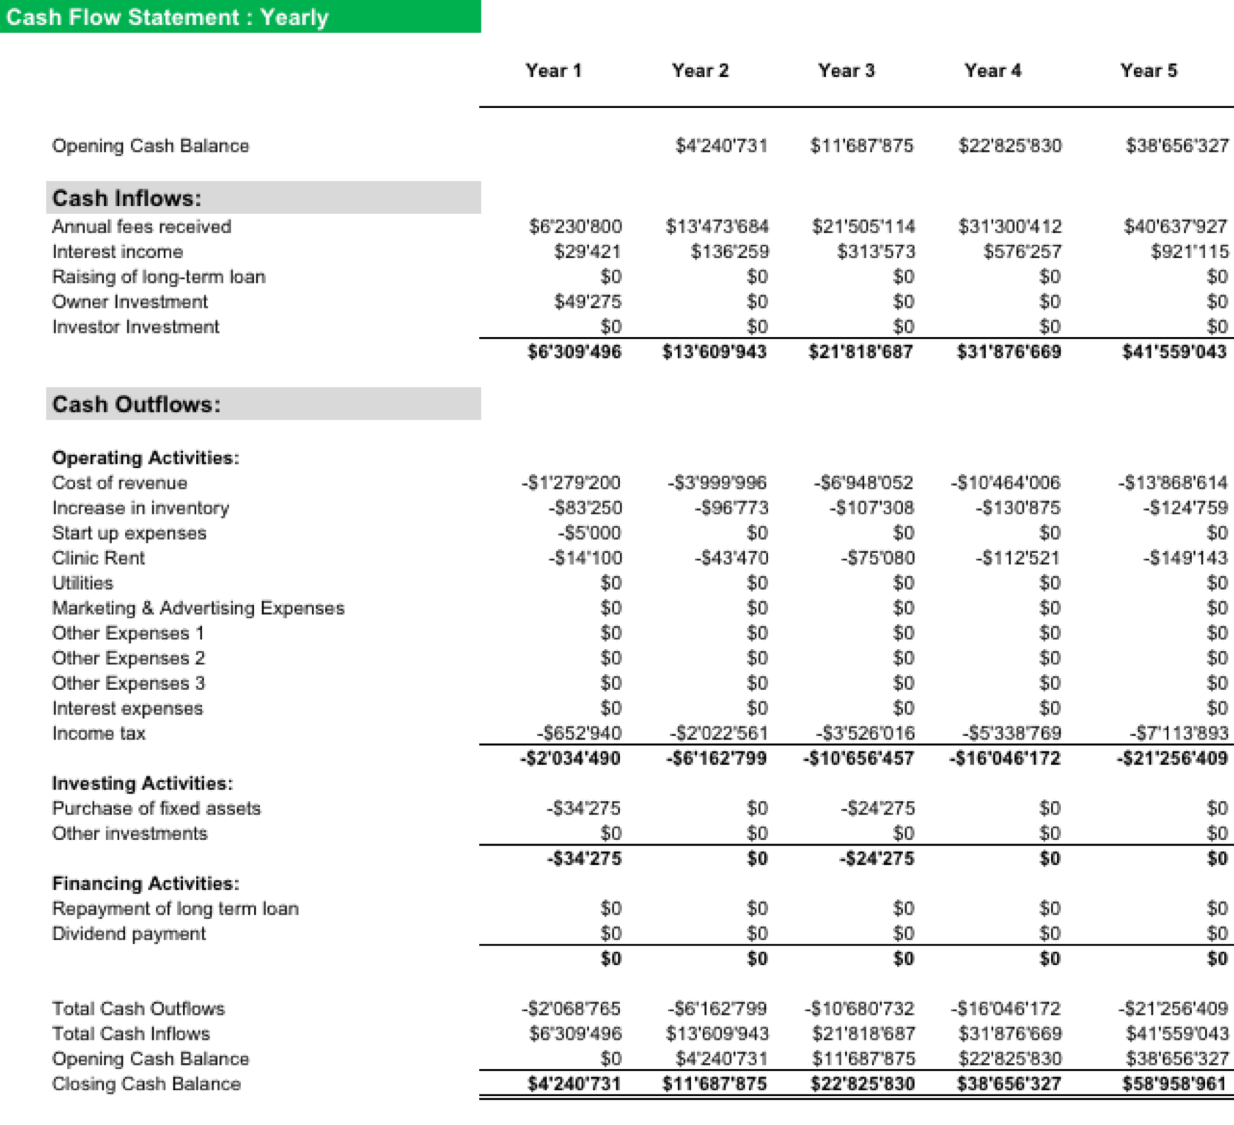 Cash Flow Statement : Yearly
Year 1 Year 2 Year 3 Year 4 Year 5
Opening Cash Balance $4'240'731 $11'687'875 $22'825'830 $38'656'327
Cash Inflows:
Annual fees received $6'230'800 $13'473'684 $21'505'114 $31'300'412 $40'637'927
Interest income $29'421 $136'259 $313'573 $576'257 $921'115
Raising of long-term loan $0 $0 $0 $0 $0
Owner Investment $49'275 $0 $0 $0 $0
Investor Investment $0 $0 $0 $0 $0
$6'309'496 $13'609'943 $21'818'687 $31'876'669 $41'559'043
Cash Outflows:
Operating Activities:
Cost of revenue -$1'279'200 -$3'999'996 -$6'948'052 -$10'464'006 -$13'868'614
Increase in inventory -$83'250 -$96'773 -$107'308 -$130'875 -$124'759
Start up expenses -$5'000 $0 $0 $0 $0
Clinic Rent -$14'100 -$43'470 -$75'080 -$112'521 -$149'143
Utilities $0 $0 $0 $0 $0
Marketing & Advertising Expenses $0 $0 $0 $0 $0
Other Expenses 1 $0 $0 $0 $0 $0
Other Expenses 2 $0 $0 $0 $0 $0
Other Expenses 3 $0 $0 $0 $0 $0
Interest expenses $0 $0 $0 $0 $0
Income tax -$652'940 -$2'022'561 -$3'526'016 -$5'338'769 -$7'113'893
-$2'034'490 -$6'162'799 -$10'656'457 -$16'046'172 -$21'256'409
Investing Activities:
Purchase of fixed assets -$34'275 $0 -$24'275 $0 $0
Other investments $0 $0 $0 $0 $0
-$34'275 $0 -$24'275 $0 $0
Financing Activities:
Repayment of long term loan $0 $0 $0 $0 $0
Dividend payment $0 $0 $0 $0 $0
$0 $0 $0 $0 $0
Total Cash Outflows -$2'068'765 -$6'162'799 -$10'680'732 -$16'046'172 -$21'256'409
Total Cash Inflows $6'309'496 $13'609'943 $21'818'687 $31'876'669 $41'559'043
Opening Cash Balance $0 $4'240'731 $11'687'875 $22'825'830 $38'656'327
Closing Cash Balance $4'240'731 $11'687'875 $22'825'830 $38'656'327 $58'958'961